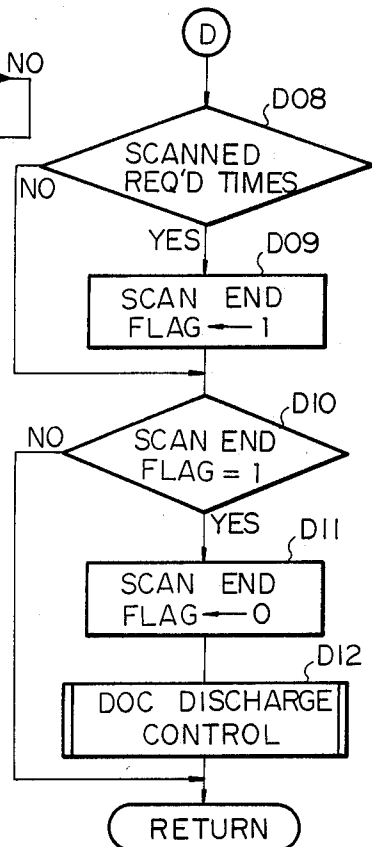 D
NO
D08
SCANNED
REQ'D TIMES
NO
YES
D09
SCAN END
FLAG ← 1
D10
NO
SCAN END
FLAG = 1
YES
D11
SCAN END
FLAG ← 0
D12
DOC DISCHARGE
CONTROL
RETURN